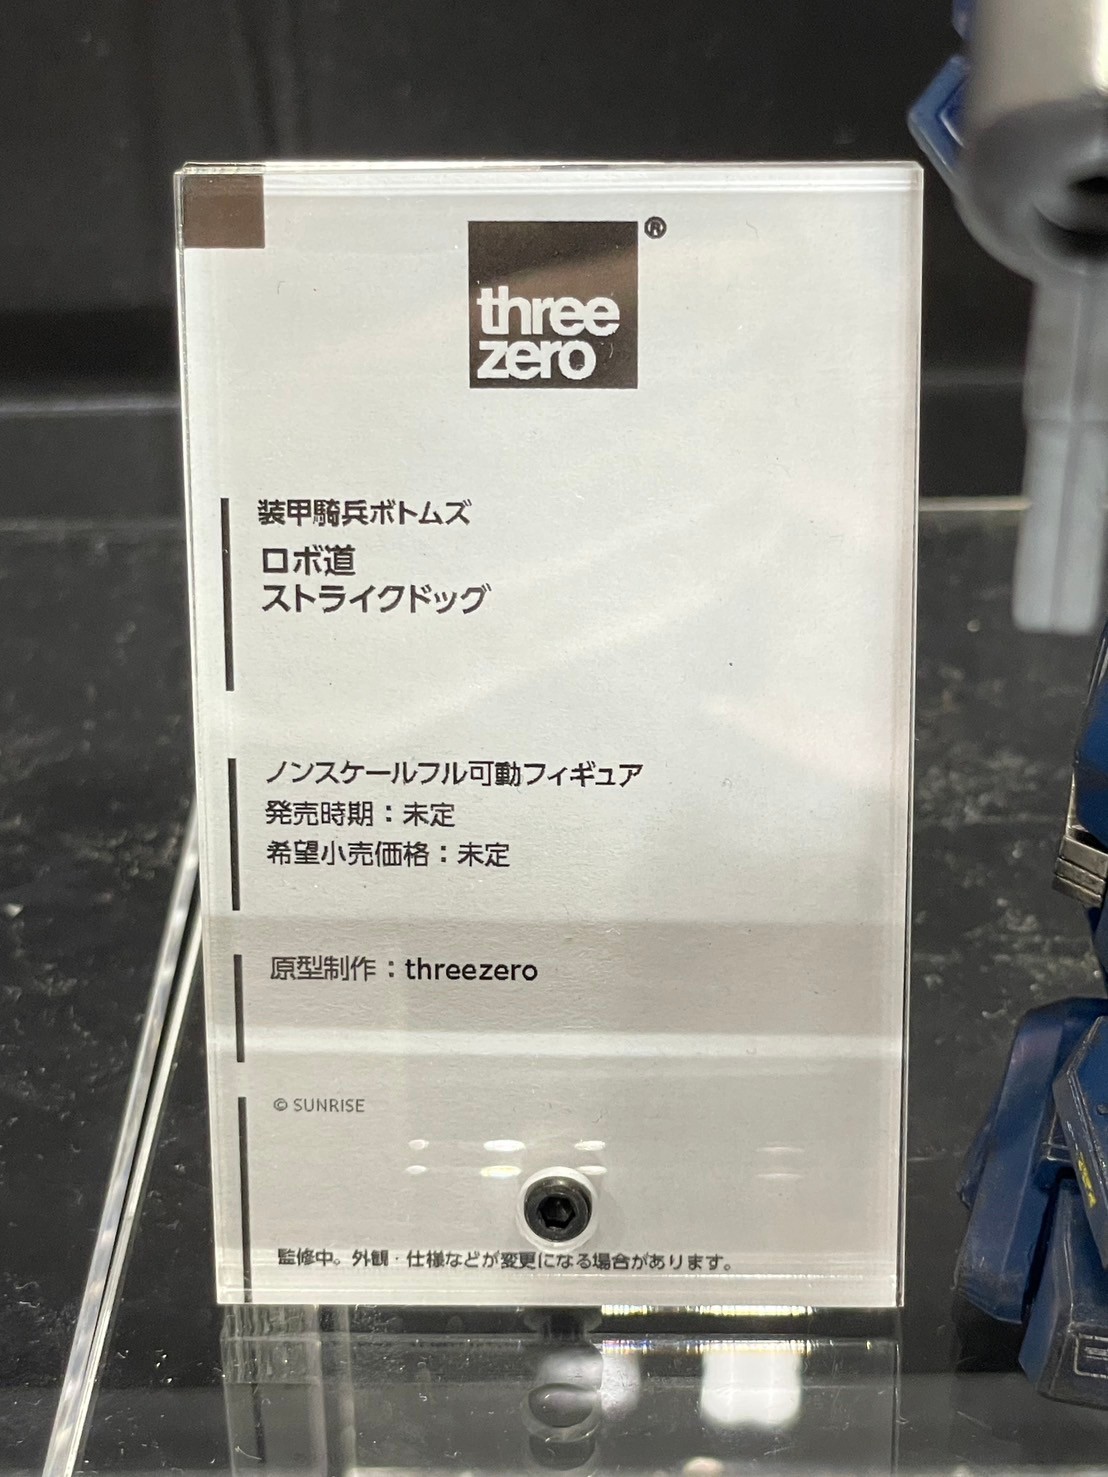 three
zero
®
装甲騎兵ボトムズ
ロボ道
ストライクドッグ
ノンスケールフル可動フィギュア
発売時期：未定
希望小売価格：未定
原型制作：threezero
© SUNRISE
監修中。外観・仕様などが変更になる場合があります。